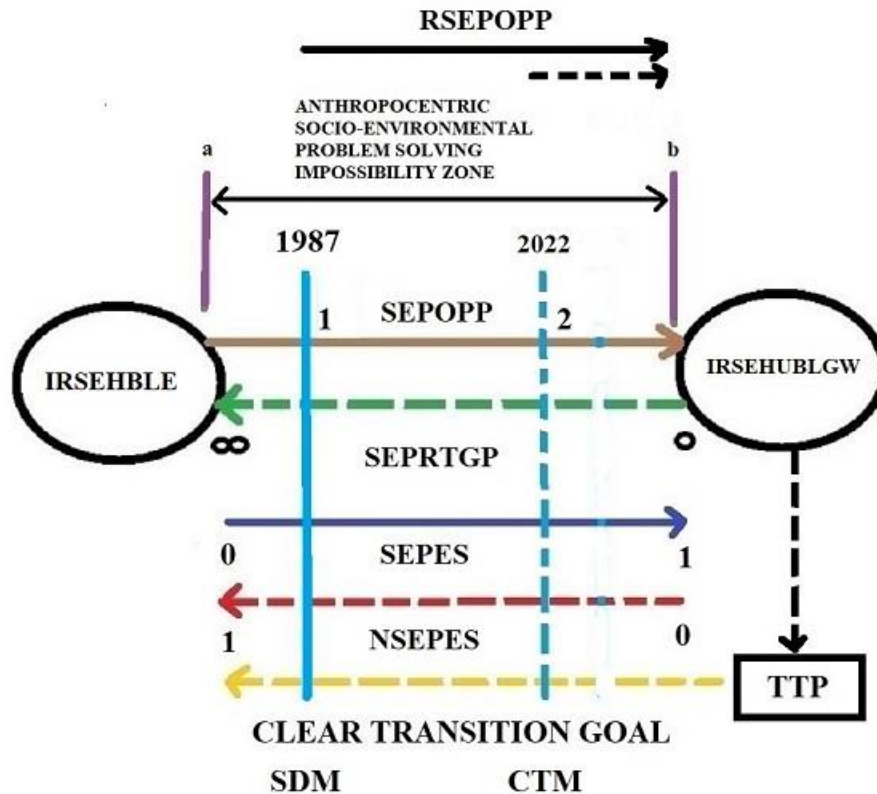 RSEPOPP
ANTHROPOCENTRIC
SOCIO-ENVIRONMENTAL
PROBLEM SOLVING
IMPOSSIBILITY ZONE
a
b
1987
2022
1
SEPOPP
2
IRSEHBLE
IRSEHUBLGW
∞
0
SEPRTGP
0
SEPES
1
1
NSEPES
0
TTP
CLEAR TRANSITION GOAL
SDM
CTM